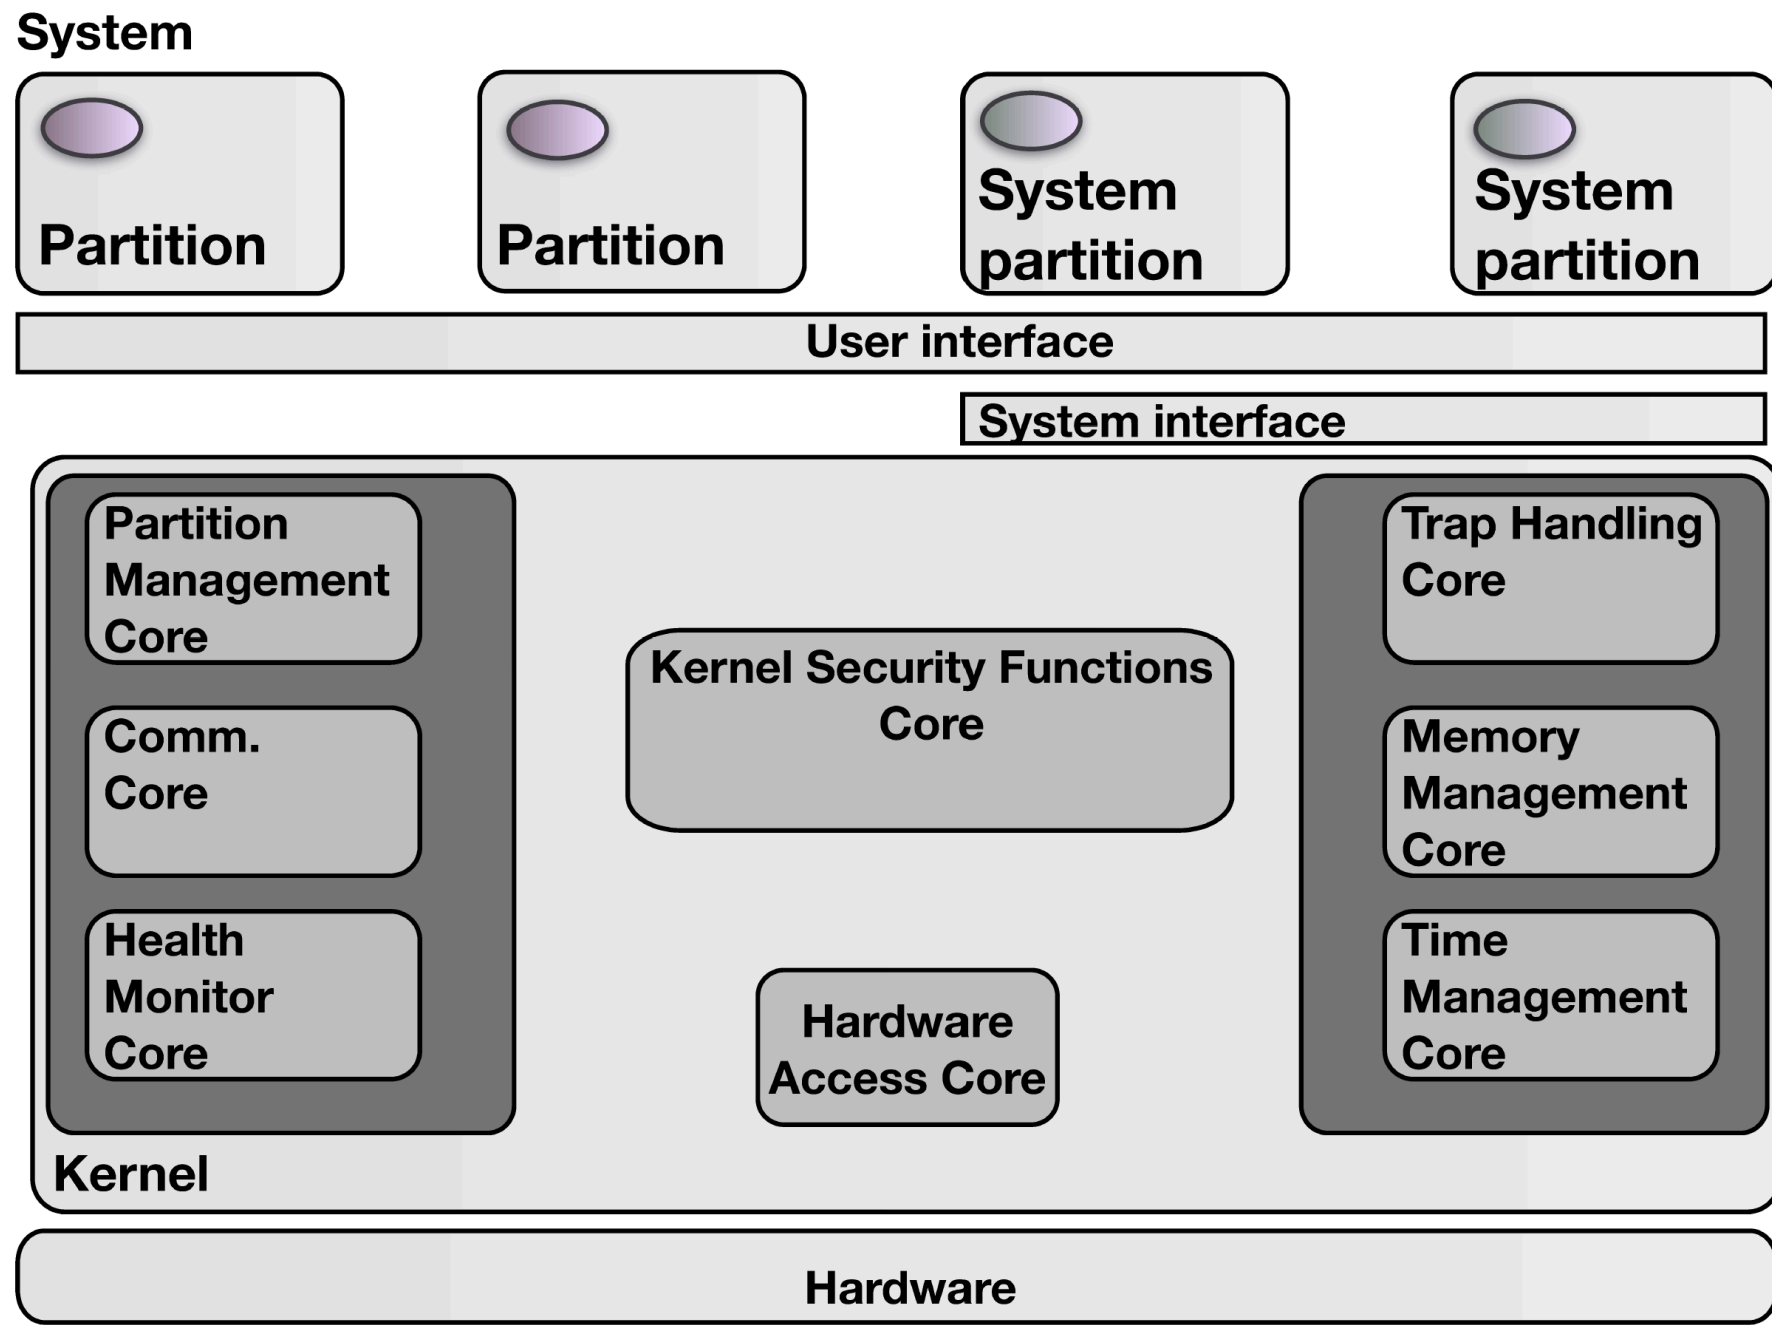 System
Partition
Partition
System
partition
System
partition
User interface
System interface
Partition
Management
Core
Comm.
Core
Health
Monitor
Core
Kernel Security Functions
Core
Hardware
Access Core
Trap Handling
Core
Memory
Management
Core
Time
Management
Core
Kernel
Hardware